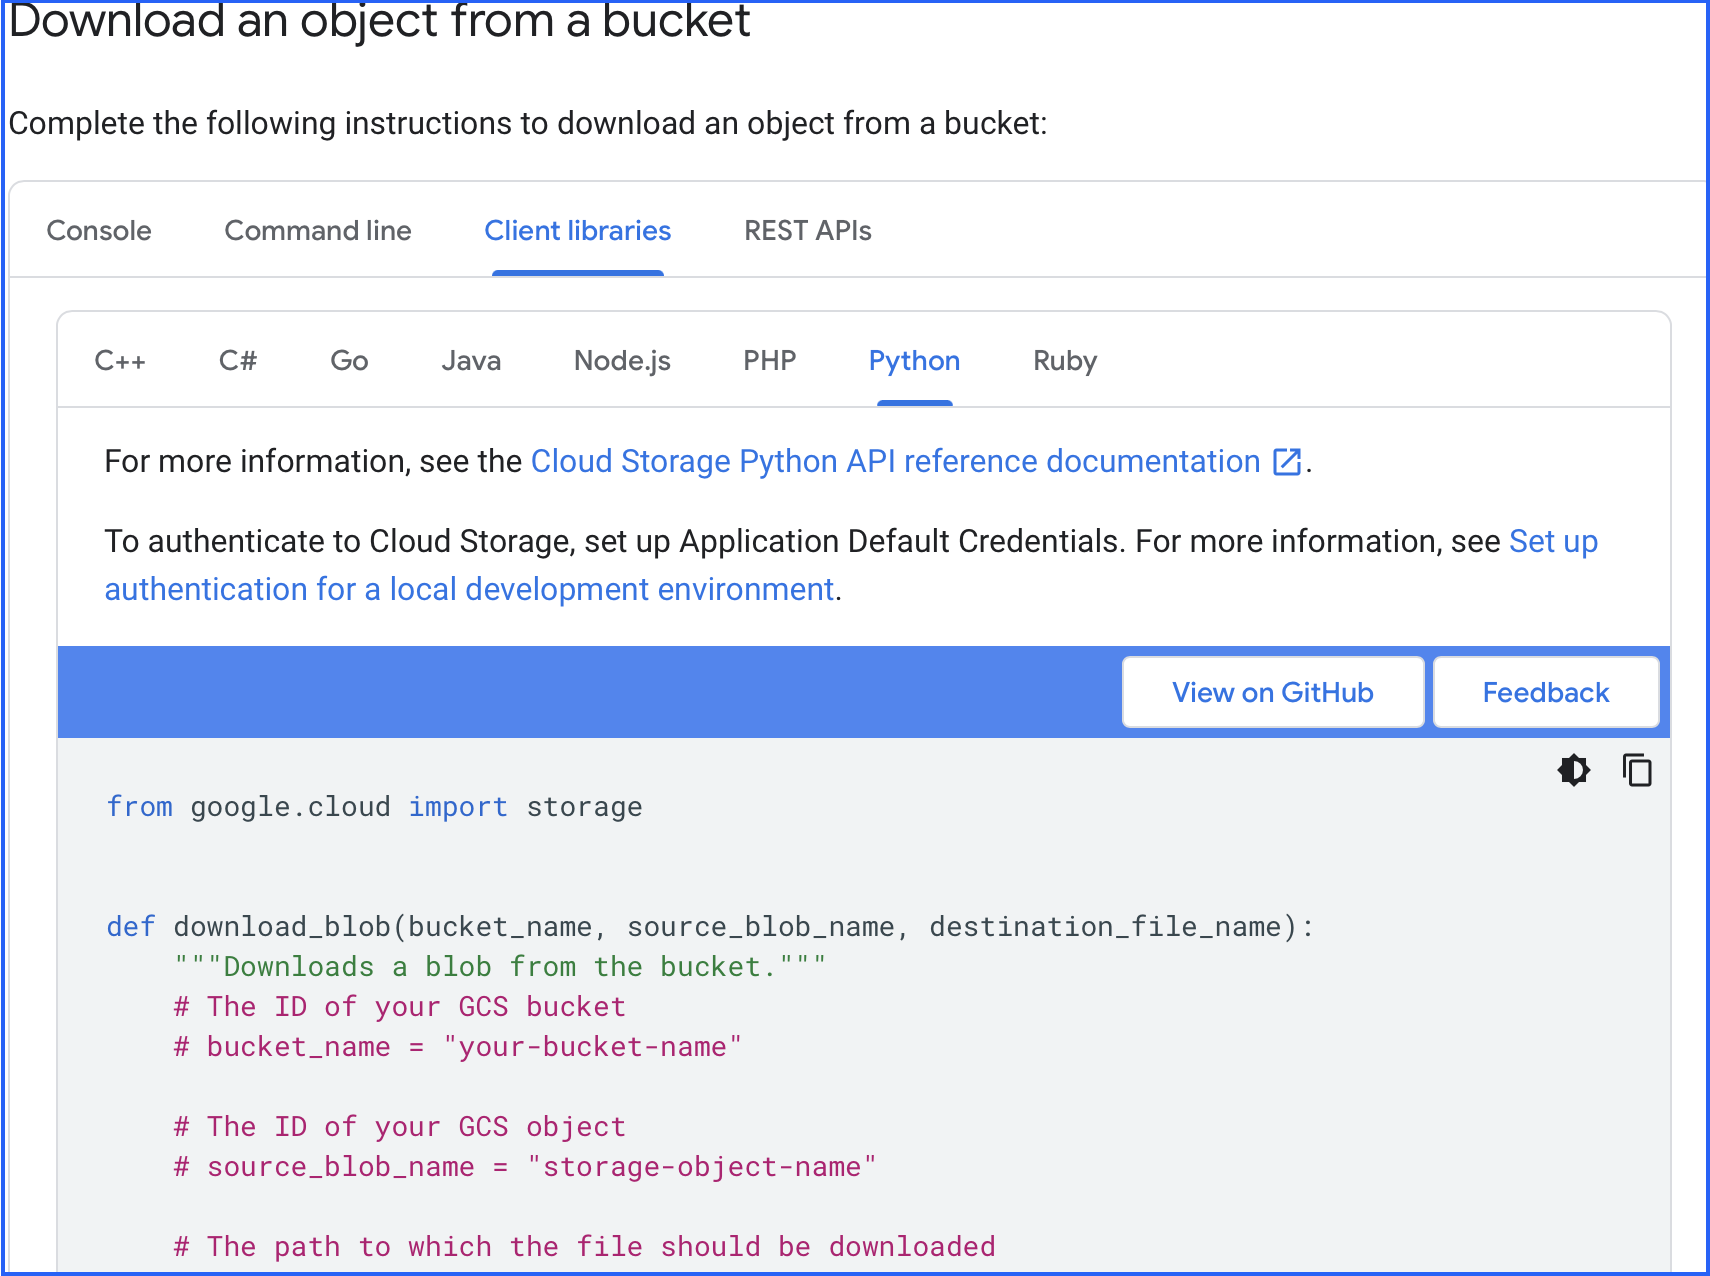 Download an object from a bucket
Complete the following instructions to download an object from a bucket:
Console Command line Client libraries REST APIs
C++ C# Go Java Node.js PHP Python Ruby
For more information, see the Cloud Storage Python API reference documentation.
To authenticate to Cloud Storage, set up Application Default Credentials. For more information, see Set up
authentication for a local development environment.
View on GitHub Feedback
from google.cloud import storage
def download_blob(bucket_name, source_blob_name, destination_file_name):
    """Downloads a blob from the bucket."""
    # The ID of your GCS bucket
    # bucket_name = "your-bucket-name"
    # The ID of your GCS object
    # source_blob_name = "storage-object-name"
    # The path to which the file should be downloaded